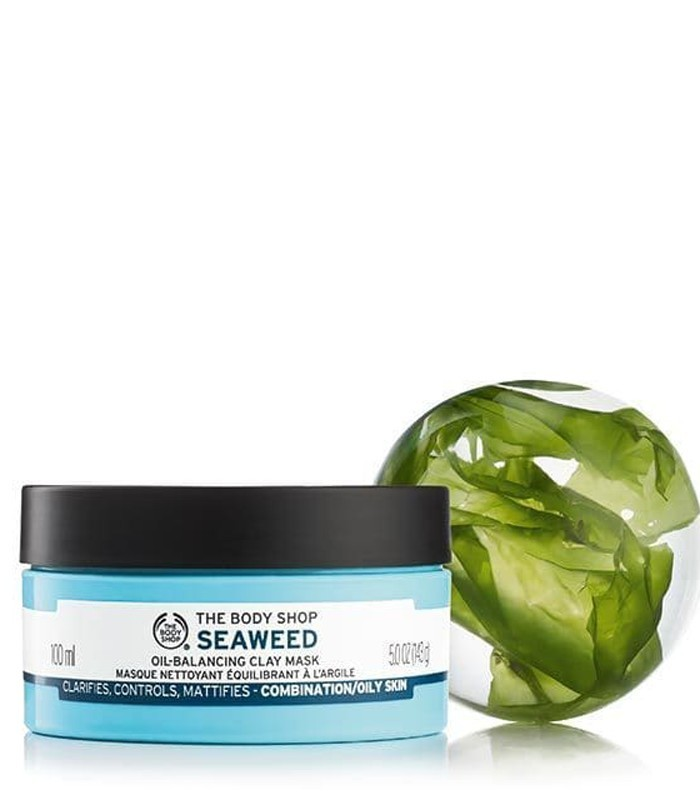 THE BODY SHOP
THE
BODY
SHOP
SEAWEED
100 ml
OIL-BALANCING CLAY MASK
5.0 OZ (143 g)
MASQUE NETTOYANT ÉQUILIBRANT À L'ARGILE
CLARIFIES, CONTROLS, MATTIFIES - COMBINATION/OILY SKIN